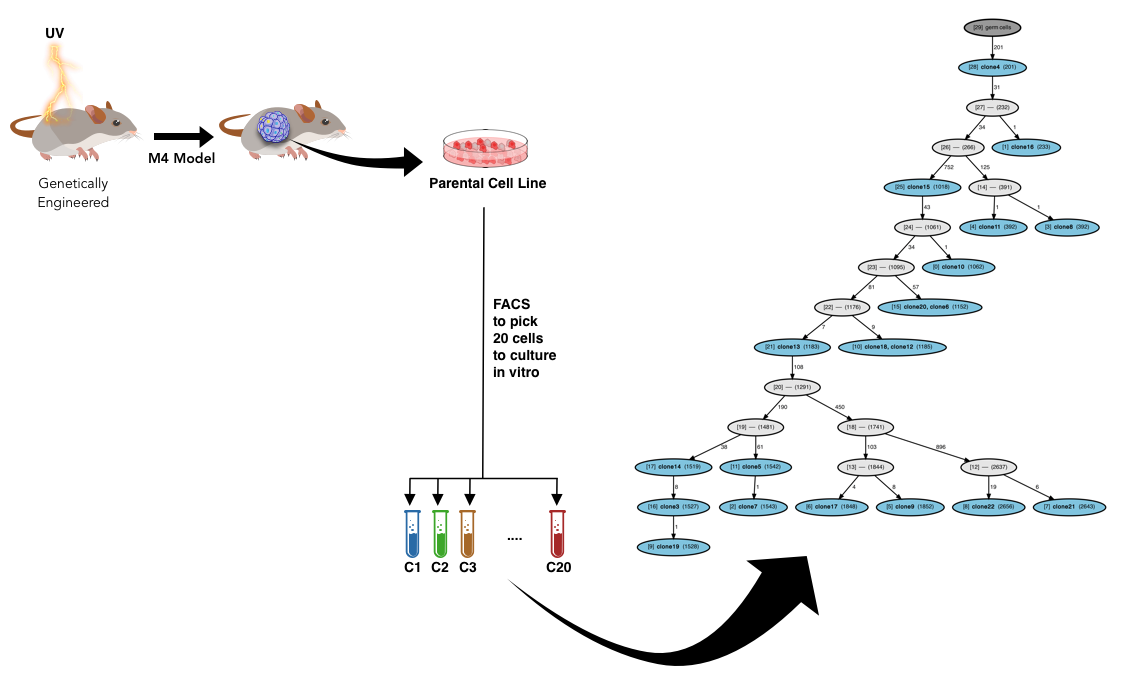 UV
M4 Model
Genetically
Engineered
Parental Cell Line
FACS
to pick
20 cells
to culture
in vitro
C1 C2 C3 .... C20
[29] germ cells
201
[28] clone4 (201)
31
[27] — (232)
34 1
[26] — (266) [1] clone16 (233)
752 125
[25] clone15 (1018) [14] — (391)
43 1 1
[24] — (1061) [4] clone11 (392) [3] clone8 (392)
34 1
[23] — (1095) [0] clone10 (1062)
81 57
[22] — (1176) [15] clone20, clone6 (1152)
7 9
[21] clone13 (1183) [10] clone18, clone12 (1185)
108
[20] — (1291)
190 450
[19] — (1481) [18] — (1741)
38 61 103 896
[17] clone14 (1519) [11] clone5 (1542) [13] — (1844) [12] — (2637)
8 1 4 8 19 6
[16] clone3 (1527) [2] clone7 (1543) [6] clone17 (1848) [5] clone9 (1852) [8] clone22 (2656) [7] clone21 (2643)
1
[9] clone19 (1528)